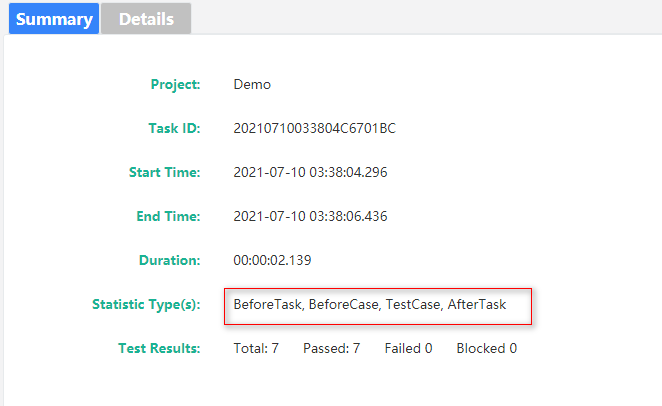 Summary Details
Project: Demo
Task ID: 20210710033804C6701BC
Start Time: 2021-07-10 03:38:04.296
End Time: 2021-07-10 03:38:06.436
Duration: 00:00:02.139
Statistic Type(s): BeforeTask, BeforeCase, TestCase, AfterTask
Test Results: Total: 7 Passed: 7 Failed 0 Blocked 0